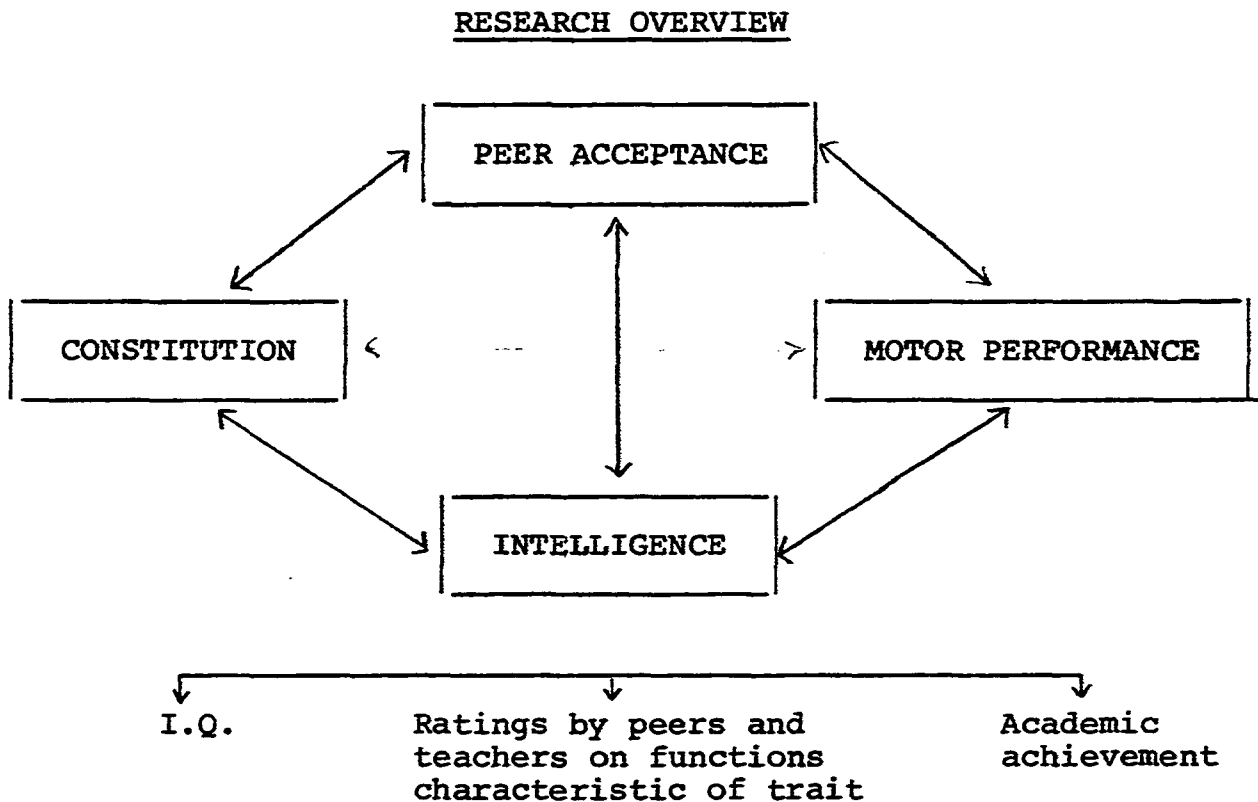 RESEARCH OVERVIEW
PEER ACCEPTANCE
CONSTITUTION
MOTOR PERFORMANCE
INTELLIGENCE
I.Q.
Ratings by peers and
teachers on functions
characteristic of trait
Academic
achievement